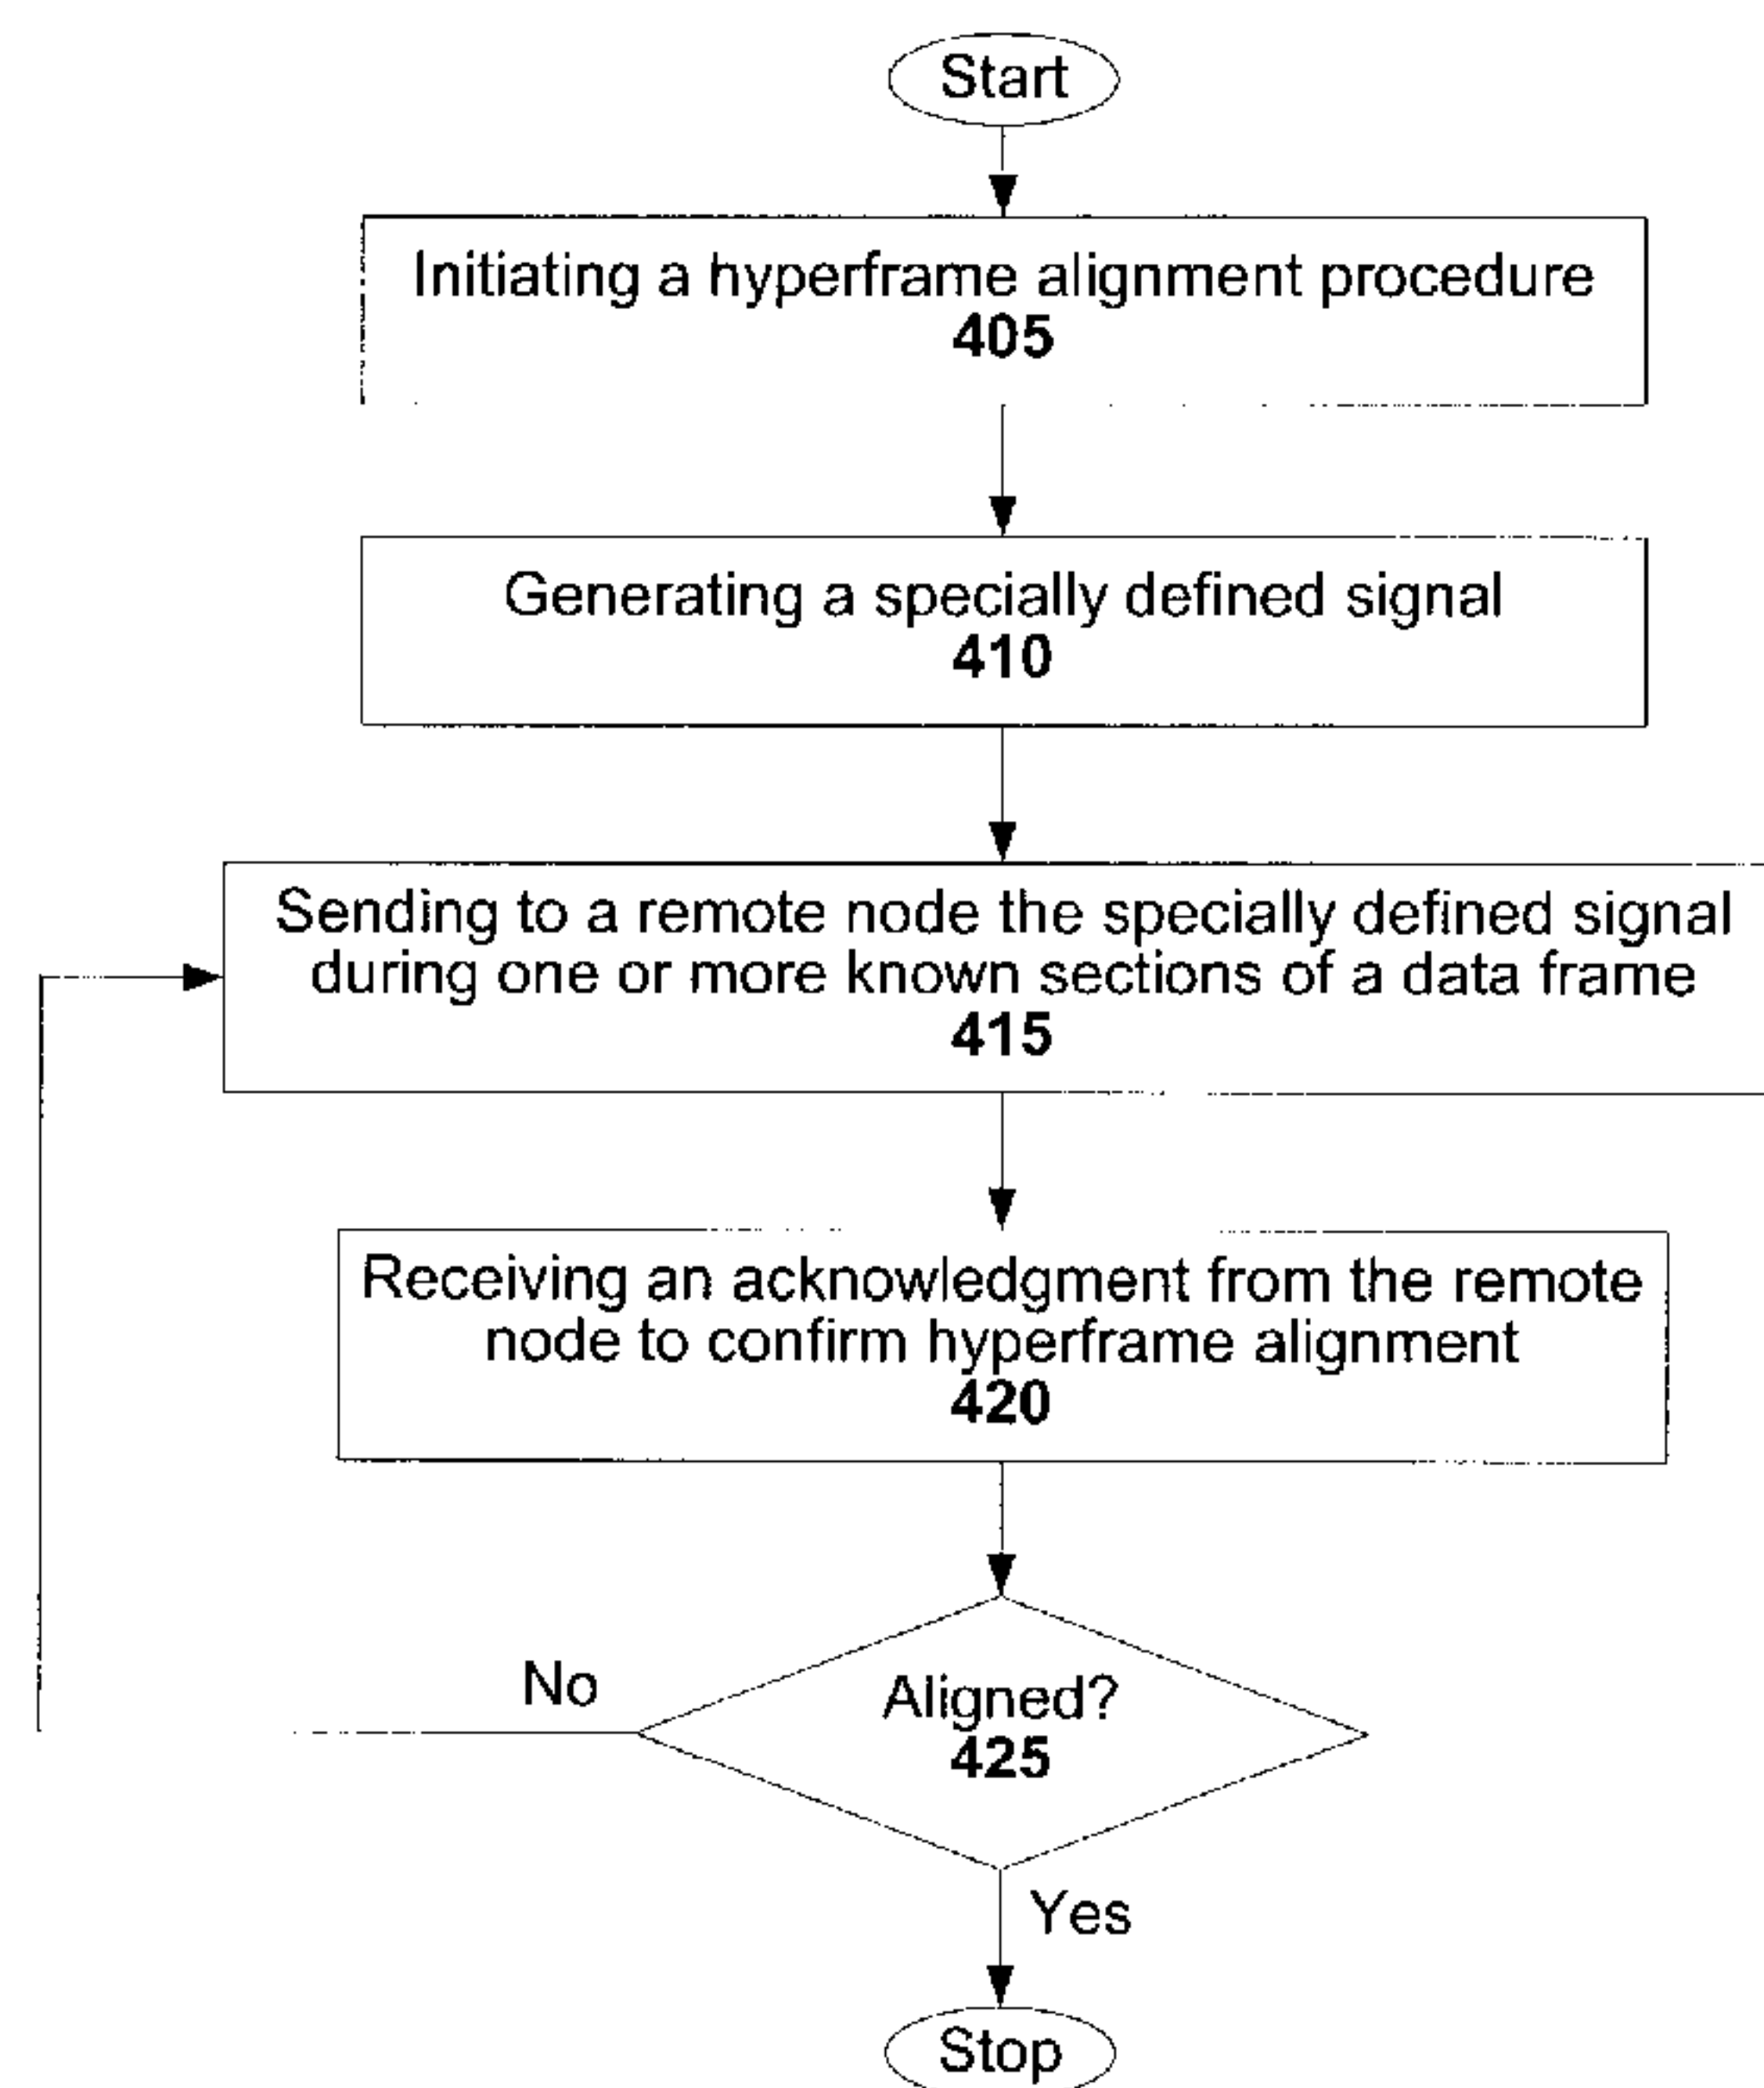 Start
Initiating a hyperframe alignment procedure
405
Generating a specially defined signal
410
Sending to a remote node the specially defined signal
during one or more known sections of a data frame
415
Receiving an acknowledgment from the remote
node to confirm hyperframe alignment
420
Aligned?
425
No
Yes
Stop